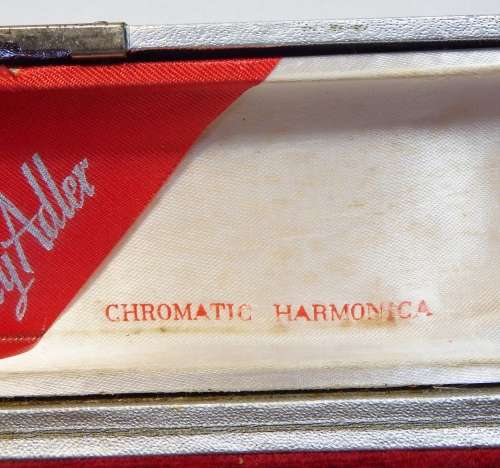 y Adler
CHROMATIC HARMONICA